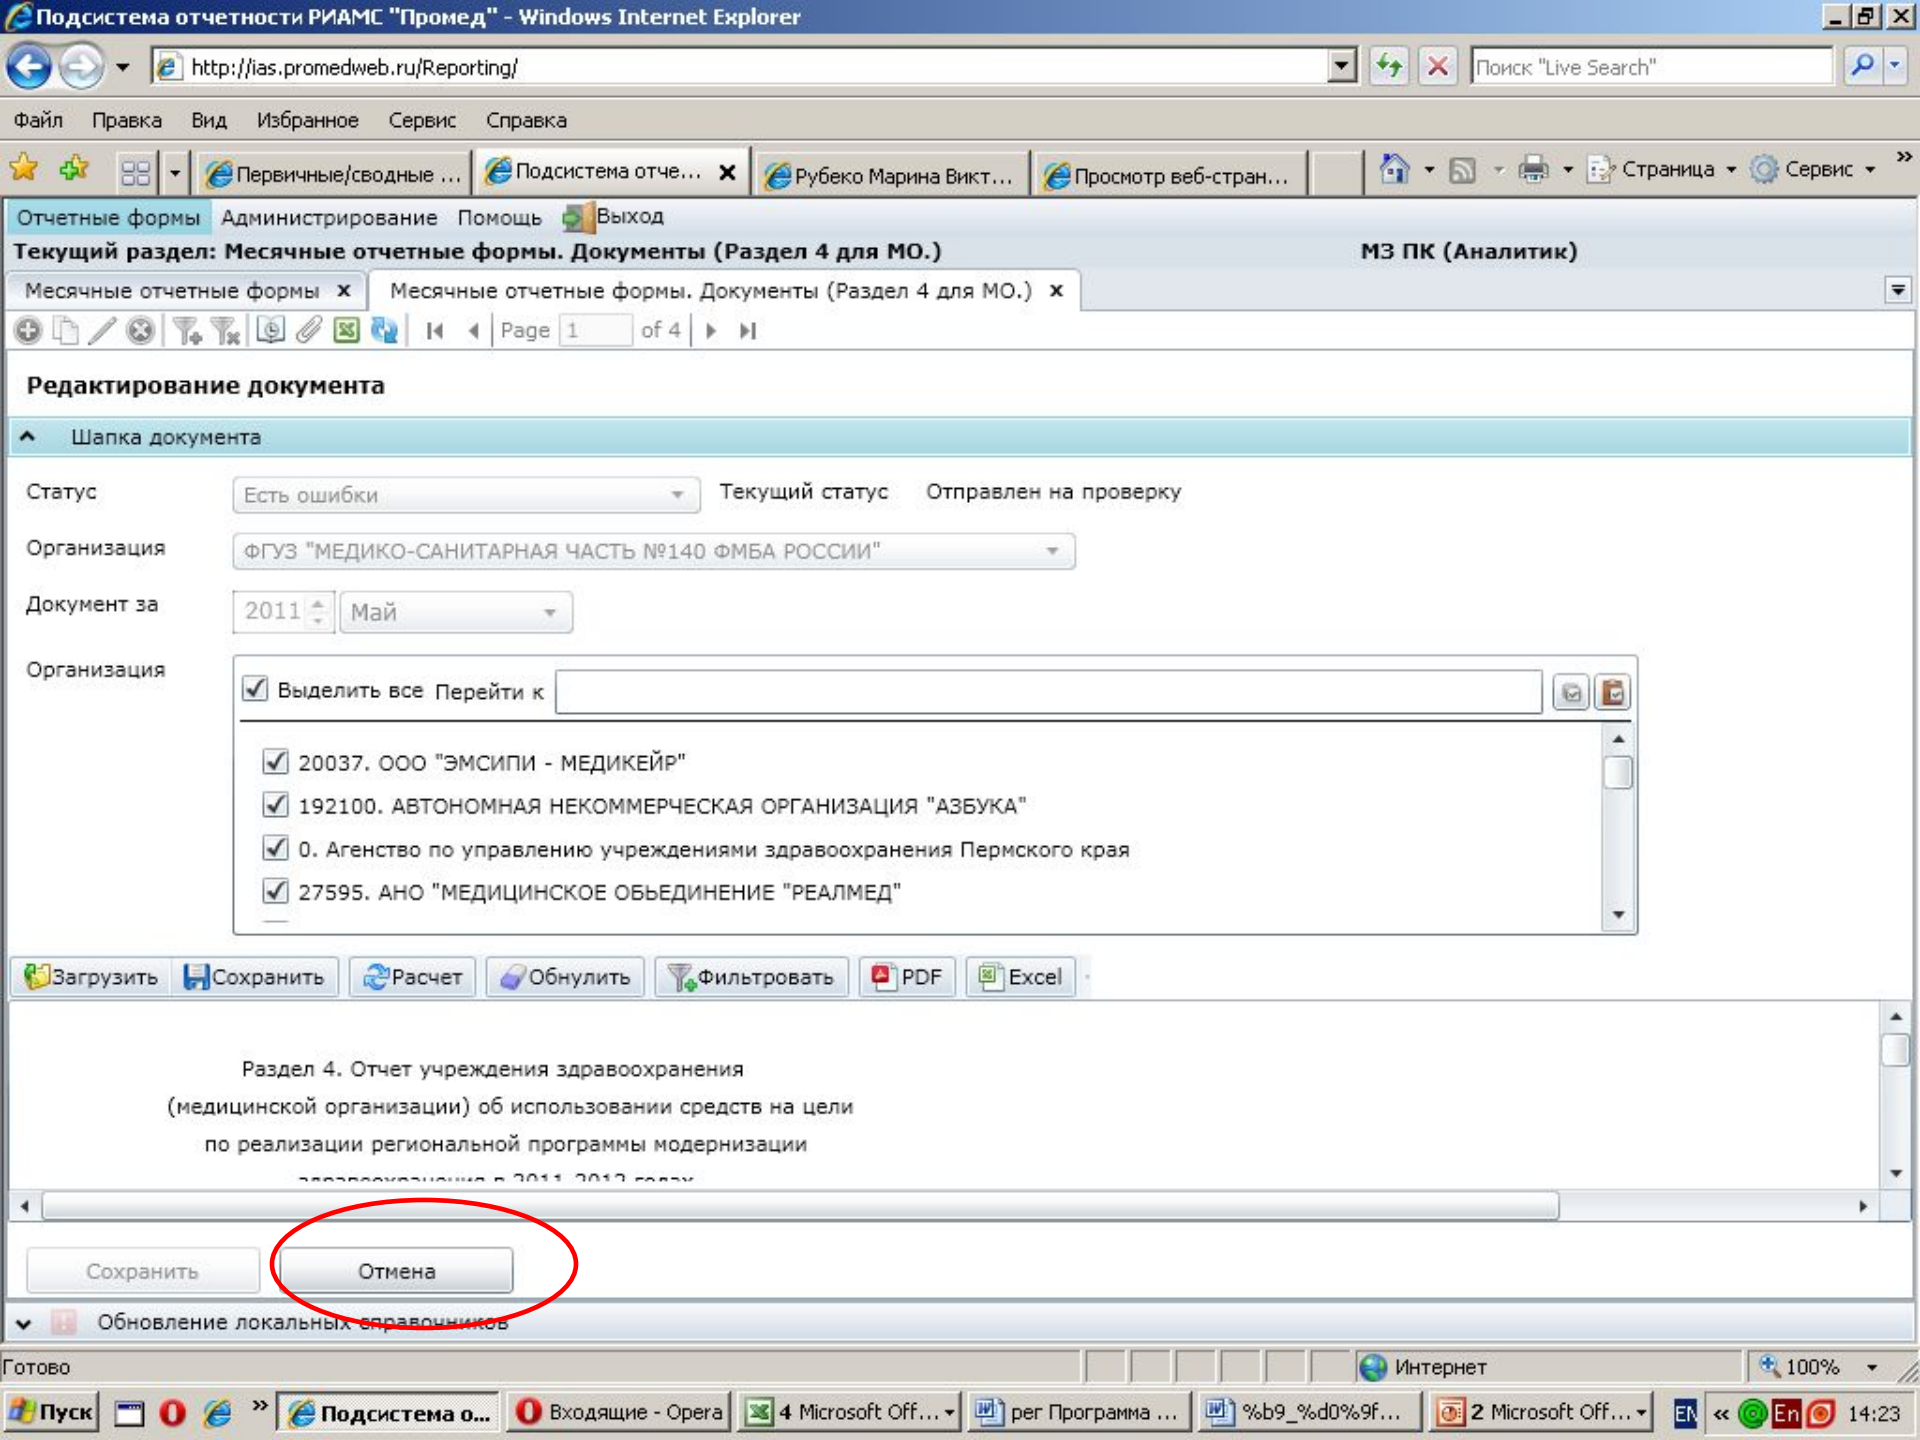 Подсистема отчетности РИАМС "Промед" - Windows Internet Explorer
http://ias.promedweb.ru/Reporting/
Поиск "Live Search"
Файл Правка Вид Избранное Сервис Справка
Первичные/сводные ... Подсистема отче... Рубеко Марина Викт... Просмотр веб-стран... Страница Сервис »
Отчетные формы Администрирование Помощь Выход
Текущий раздел: Месячные отчетные формы. Документы (Раздел 4 для МО.) МЗ ПК (Аналитик)
Месячные отчетные формы x Месячные отчетные формы. Документы (Раздел 4 для МО.) x
Page 1 of 4
Редактирование документа
Шапка документа
Статус Есть ошибки Текущий статус Отправлен на проверку
Организация ФГУЗ "МЕДИКО-САНИТАРНАЯ ЧАСТЬ №140 ФМБА РОССИИ"
Документ за 2011 Май
Организация
Выделить все Перейти к
20037. ООО "ЭМСИПИ - МЕДИКЕЙР"
192100. АВТОНОМНАЯ НЕКОММЕРЧЕСКАЯ ОРГАНИЗАЦИЯ "АЗБУКА"
0. Агенство по управлению учреждениями здравоохранения Пермского края
27595. АНО "МЕДИЦИНСКОЕ ОБЬЕДИНЕНИЕ "РЕАЛМЕД"
Загрузить Сохранить Расчет Обнулить Фильтровать PDF Excel
Раздел 4. Отчет учреждения здравоохранения
(медицинской организации) об использовании средств на цели
по реализации региональной программы модернизации
здравоохранения в 2011-2012 годах
Сохранить Отмена
Обновление локальных справочников
Готово Интернет 100%
Пуск » Подсистема о... Входящие - Opera 4 Microsoft Off... рег Программа ... %b9_%d0%9f... 2 Microsoft Off... EN « En 14:23